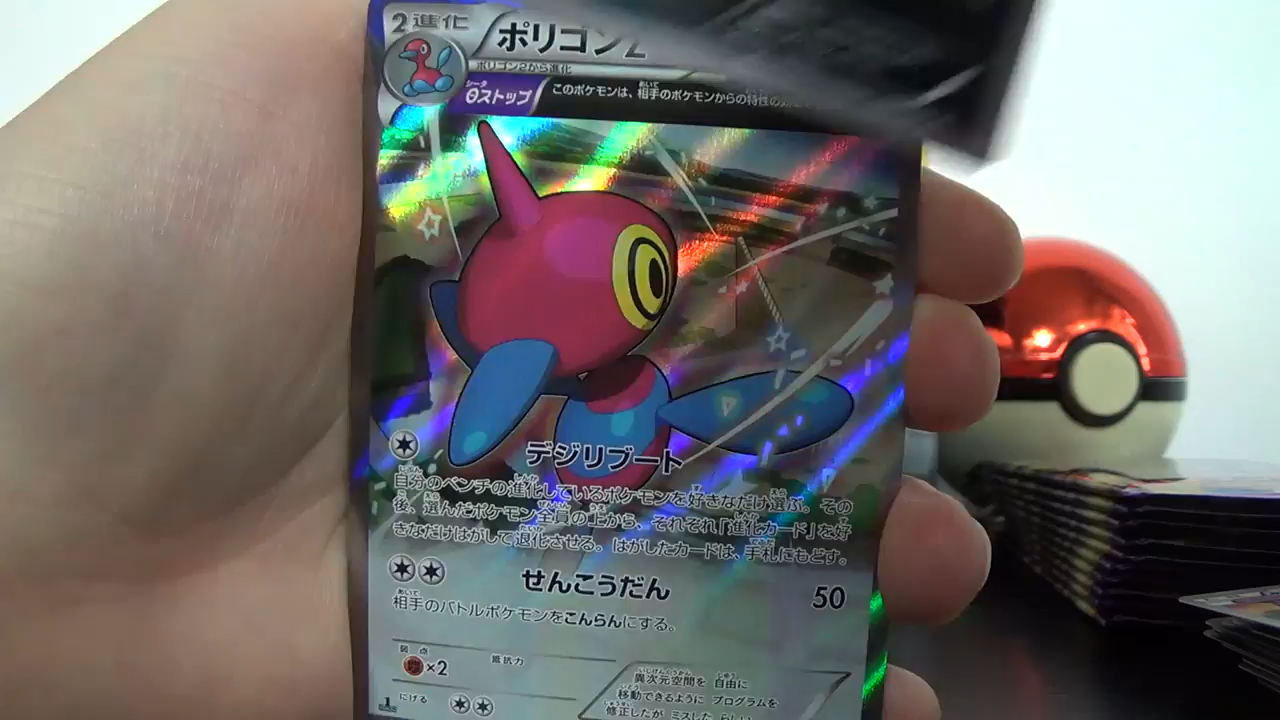 2進化
ポリゴンZ
ポリゴン2から進化
シータ
θストップ
このポケモンは、相手のポケモンからの特性の
デジリブート
自分のベンチの進化しているポケモンを好きなだけ選ぶ。その
後、選んだポケモン全員の上から、それぞれ「進化カード」を好
きなだけはがして退化させる。はがしたカードは、手札にもどす。
せんこうだん 50
相手のバトルポケモンをこんらんにする。
弱点
×2
抵抗力
にげる
異次元空間を 自由に
移動できるように プログラムを
修正したが ミスした らしい